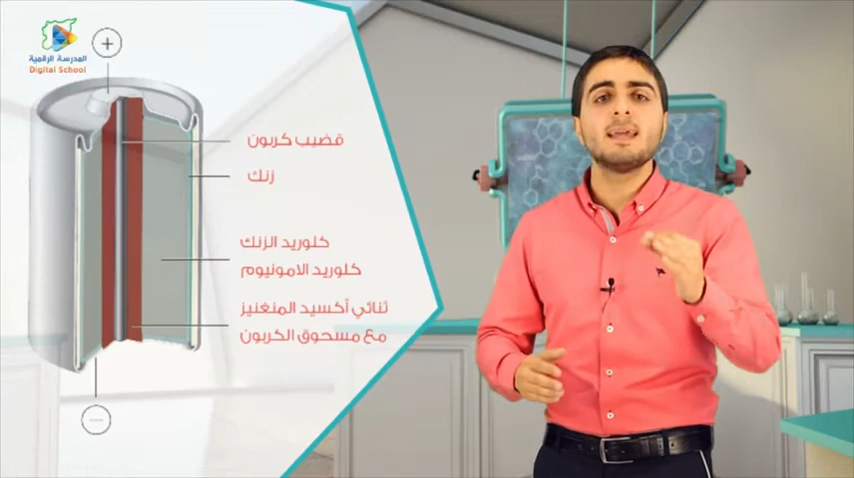 المدرسة الرقمية
Digital School
+
قضيب كربون
زنك
كلوريد الزنك
كلوريد الامونيوم
ثنائي أكسيد المنغنيز
مع مسحوق الكربون
−